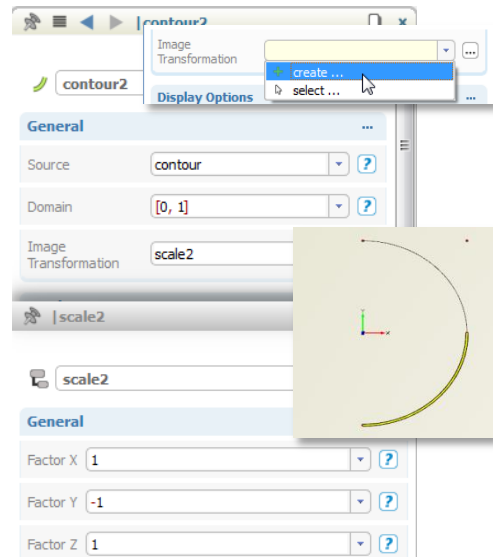 |contour2
Image
Transformation
create ...
select ...
Display Options
...
contour2
General
...
Source
contour
?
Domain
[0, 1]
?
Image
Transformation
scale2
Y
X
|scale2
scale2
General
Factor X
1
?
Factor Y
-1
?
Factor Z
1
?